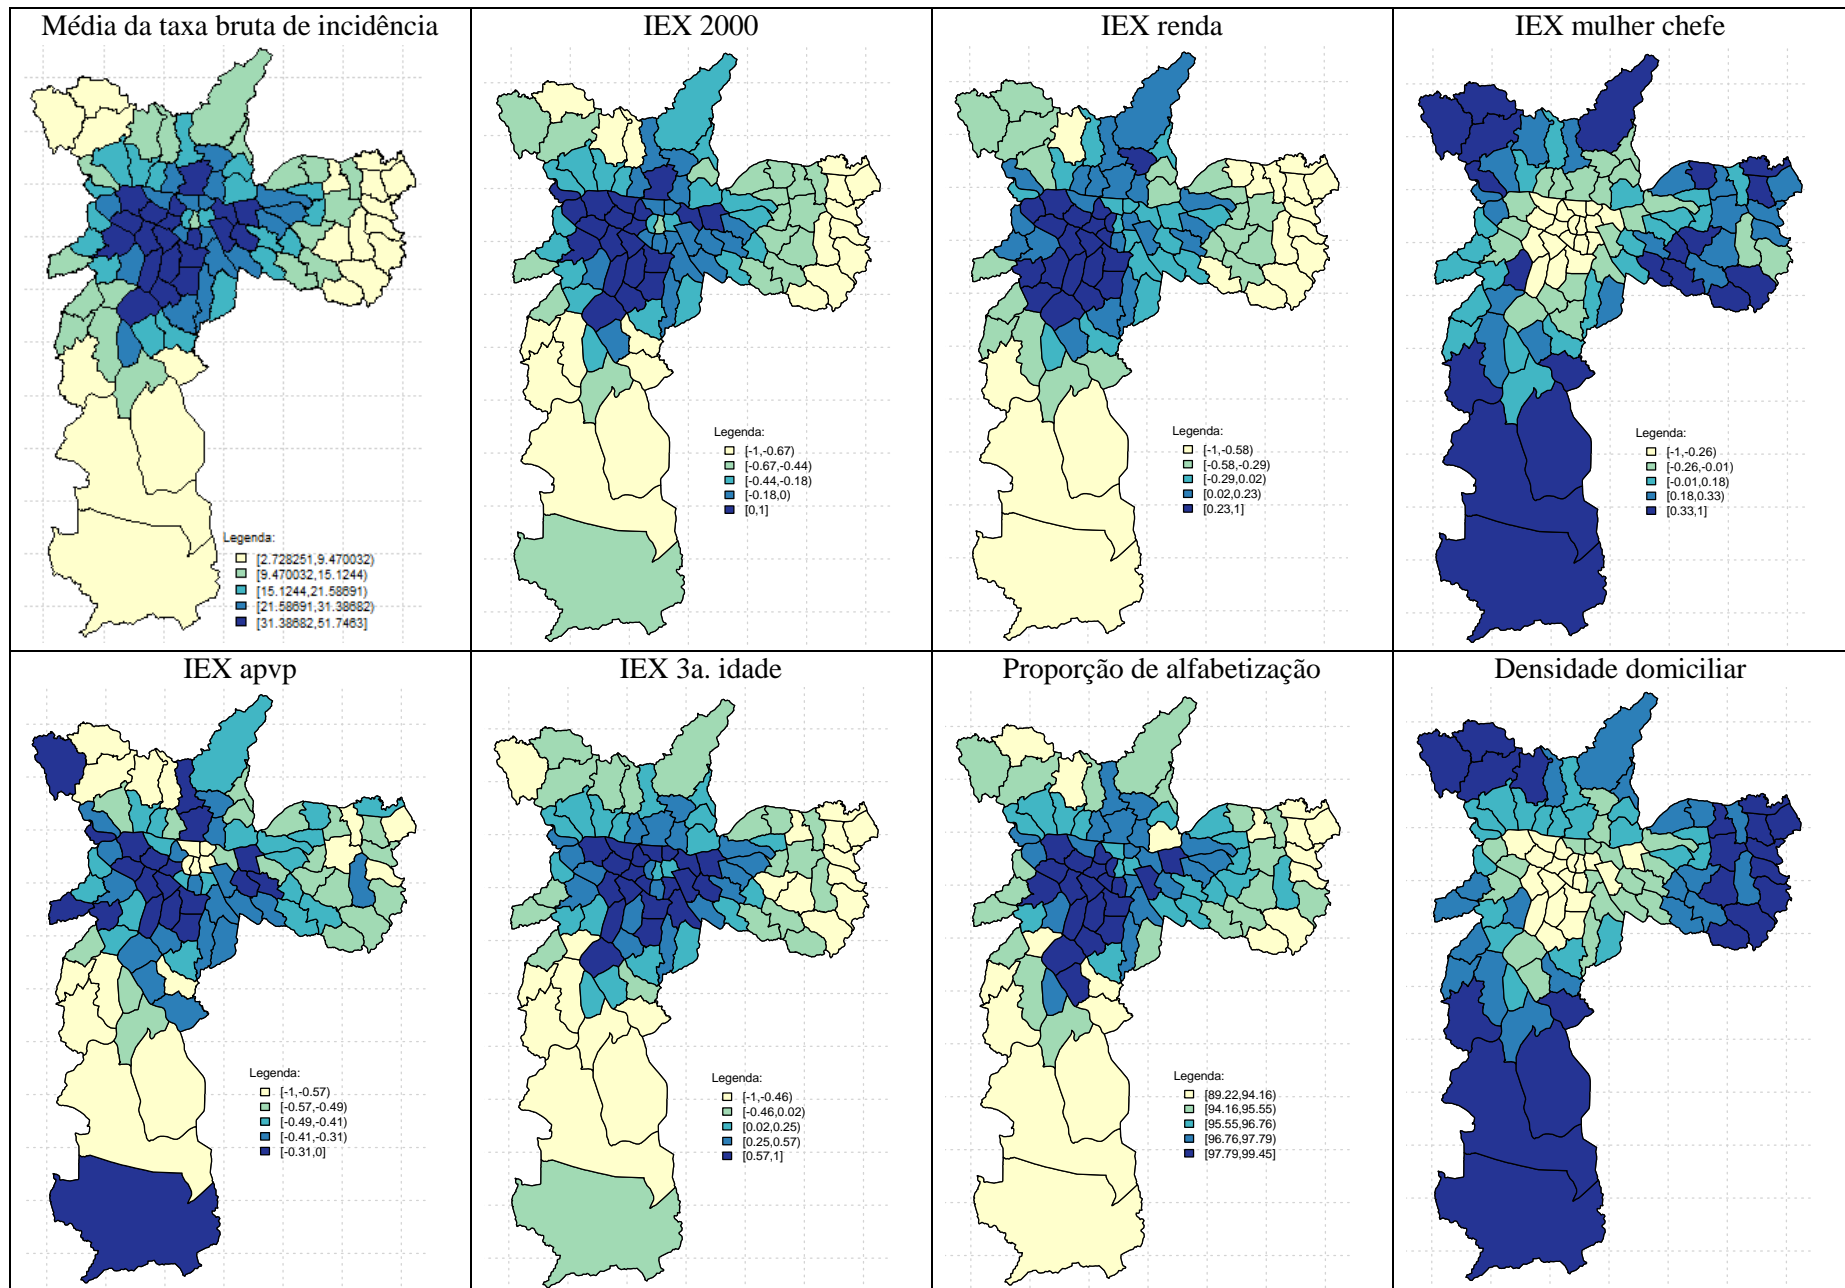 Média da taxa bruta de incidência
Legenda:
[2.728251,9.470032)
[9.470032,15.1244)
[15.1244,21.58691)
[21.58691,31.38682)
[31.38682,51.7463]
IEX 2000
Legenda:
[-1,-0.67)
[-0.67,-0.44)
[-0.44,-0.18)
[-0.18,0)
[0,1]
IEX renda
Legenda:
[-1,-0.58)
[-0.58,-0.29)
[-0.29,0.02)
[0.02,0.23)
[0.23,1]
IEX mulher chefe
Legenda:
[-1,-0.26)
[-0.26,-0.01)
[-0.01,0.18)
[0.18,0.33)
[0.33,1]
IEX apvp
Legenda:
[-1,-0.57)
[-0.57,-0.49)
[-0.49,-0.41)
[-0.41,-0.31)
[-0.31,0]
IEX 3a. idade
Legenda:
[-1,-0.46)
[-0.46,0.02)
[0.02,0.25)
[0.25,0.57)
[0.57,1]
Proporção de alfabetização
Legenda:
[89.22,94.16)
[94.16,95.55)
[95.55,96.76)
[96.76,97.79)
[97.79,99.45]
Densidade domiciliar